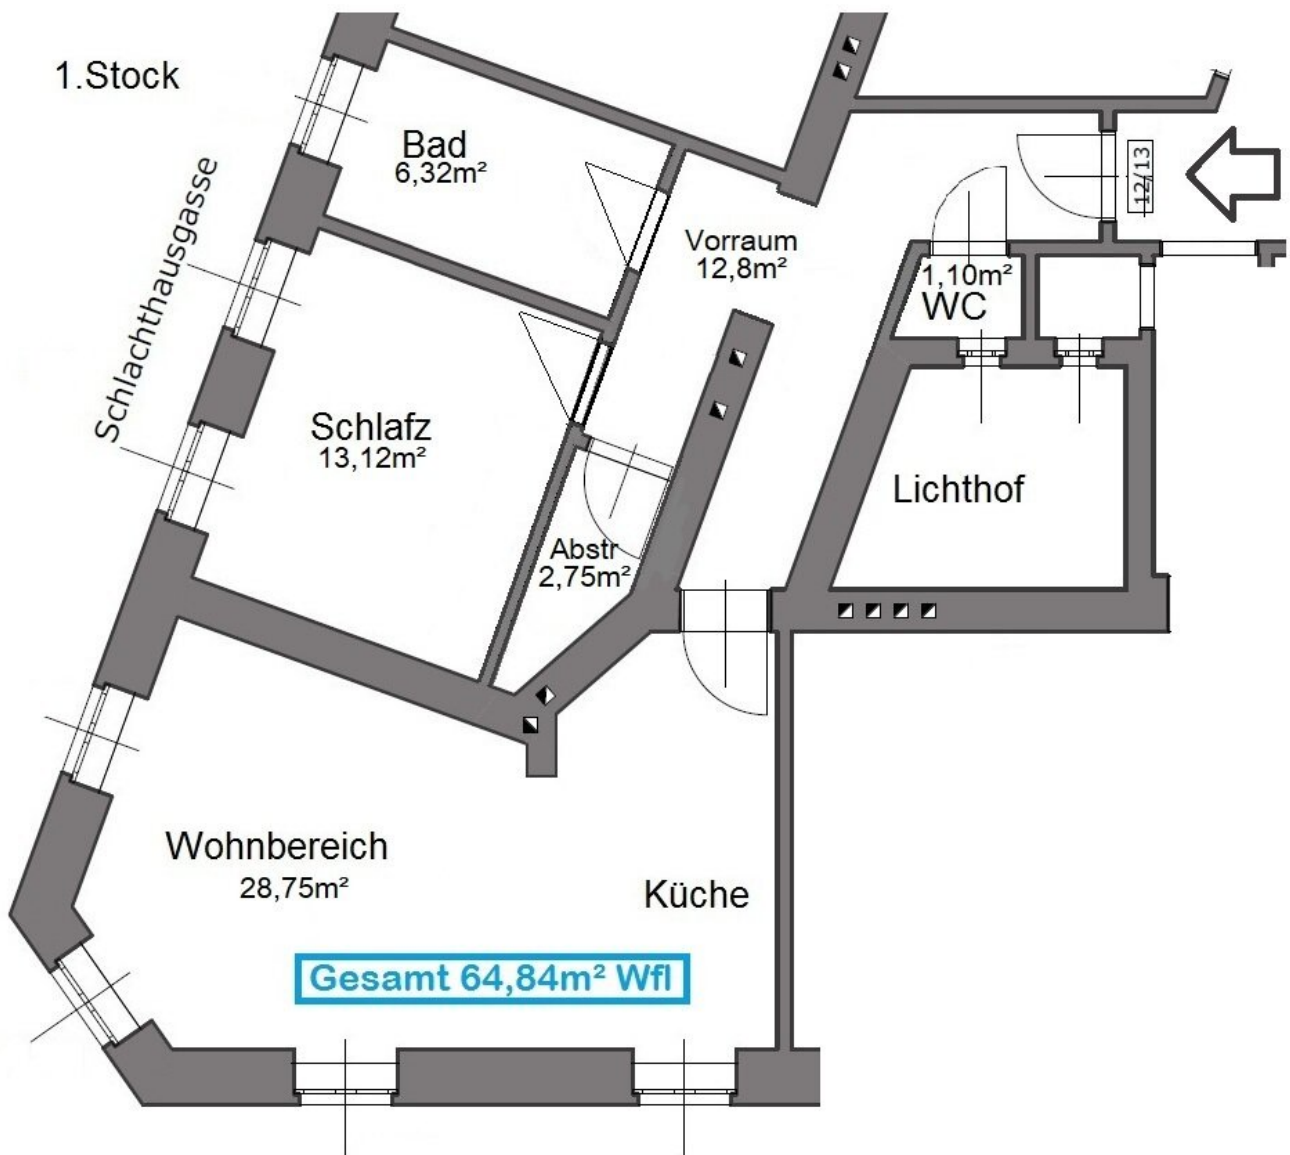 1.Stock
Bad
6,32m²
Schlachthausgasse
12/13
Vorraum
12,8m²
1,10m²
WC
Schlafz
13,12m²
Lichthof
Abstr
2,75m²
Wohnbereich
28,75m²
Küche
Gesamt 64,84m² Wfl